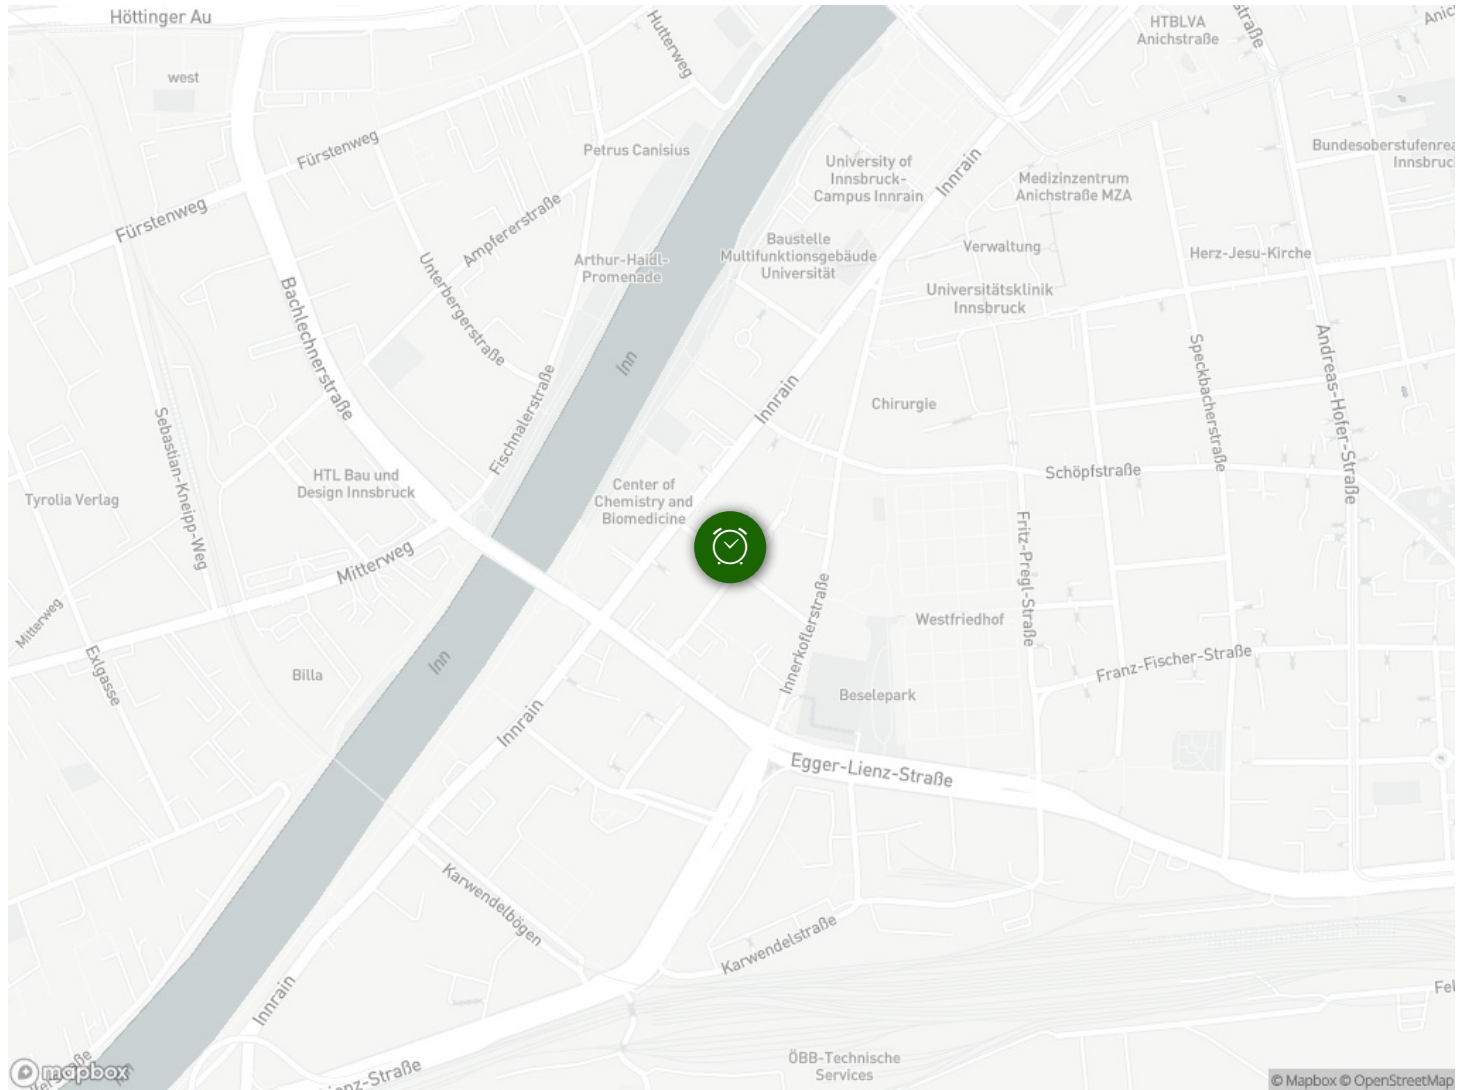 Höttinger Au
Hutterweg
HTBLVA
Anichstraße
west
Fürstenweg
Petrus Canisius
University of
Innsbruck-
Campus Innrain
Innrain
Medizinzentrum
Anichstraße MZA
Fürstenweg
Ampfererstraße
Unterbergerstraße
Arthur-Haidl-
Promenade
Baustelle
Multifunktionsgebäude
Universität
Verwaltung
Herz-Jesu-Kirche
Universitätsklinik
Innsbruck
Bachlechnerstraße
Inn
Innrain
Chirurgie
Speckbacherstraße
Andreas-Hofer-Straße
Sebastian-Kneipp-Weg
Fischnalerstraße
HTL Bau und
Design Innsbruck
Tyrolia Verlag
Center of
Chemistry and
Biomedicine
Schöpfstraße
Fritz-Pregl-Straße
Mitterweg
Mitterweg
Innerkoflerstraße
Westfriedhof
Exlgasse
Billa
Inn
Franz-Fischer-Straße
Beselepark
Innrain
Egger-Lienz-Straße
Karwendelbögen
Karwendelstraße
Innrain
ÖBB-Technische
Services
mapbox
© Mapbox © OpenStreetMap